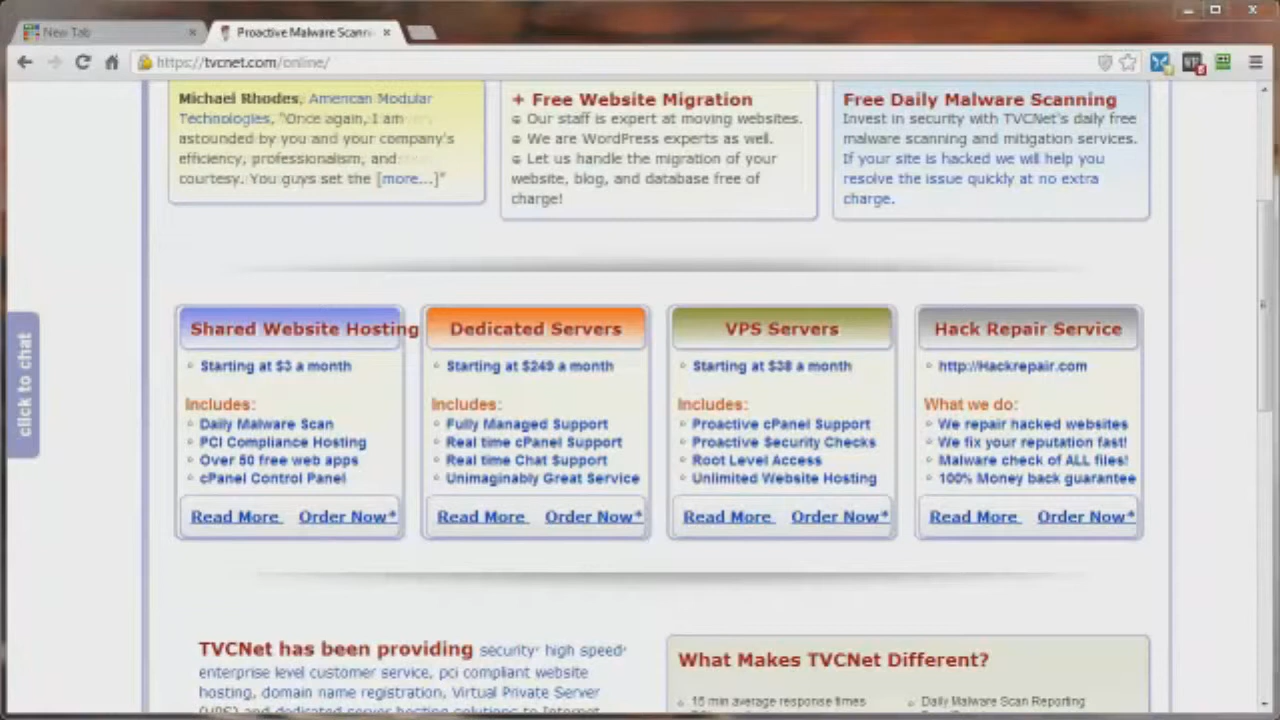 New Tab
Proactive Malware Scann
https://tvcnet.com/online/
Michael Rhodes, American Modular
Technologies, "Once again, I am
astounded by you and your company's
efficiency, professionalism, and
courtesy. You guys set the [more...]"
+ Free Website Migration
Our staff is expert at moving websites.
We are WordPress experts as well.
Let us handle the migration of your
website, blog, and database free of
charge!
Free Daily Malware Scanning
Invest in security with TVCNet's daily free
malware scanning and mitigation services.
If your site is hacked we will help you
resolve the issue quickly at no extra
charge.
click to chat
Shared Website Hosting
Starting at $3 a month
Includes:
Daily Malware Scan
PCI Compliance Hosting
Over 50 free web apps
cPanel Control Panel
Read More Order Now*
Dedicated Servers
Starting at $249 a month
Includes:
Fully Managed Support
Real time cPanel Support
Real time Chat Support
Unimaginably Great Service
Read More Order Now*
VPS Servers
Starting at $38 a month
Includes:
Proactive cPanel Support
Proactive Security Checks
Root Level Access
Unlimited Website Hosting
Read More Order Now*
Hack Repair Service
http://Hackrepair.com
What we do:
We repair hacked websites
We fix your reputation fast!
Malware check of ALL files!
100% Money back guarantee
Read More Order Now*
TVCNet has been providing security· high speed·
enterprise level customer service, pci compliant website
hosting, domain name registration, Virtual Private Server
(VPS) and dedicated server hosting solutions to Internet
What Makes TVCNet Different?
15 min average response times
Daily Malware Scan Reporting